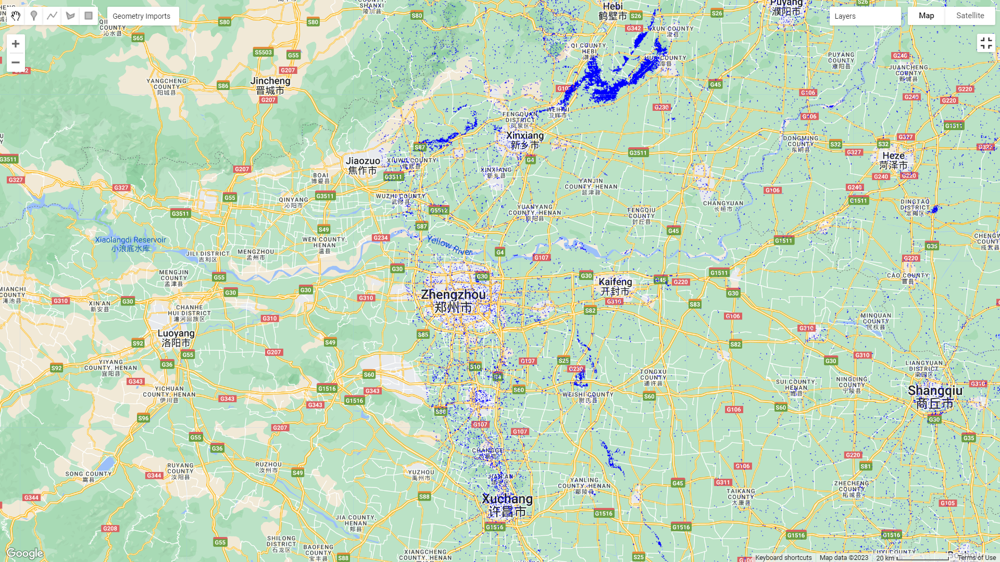 Geometry Imports
Layers
Map
Satellite
SHANXI
陵川县
Hebi
鹤壁市
Puyang
濮阳市
S80
S80
S80
S26
S26
S26
COUNTY
沁水县
S65
G342
XUN COUNTY
浚县
QI COUNTY,
HEBI
淇县
S5503
G55
G207
HUA COUNTY
滑县
PUYANG
COUNTY
濮阳县
G240
JUANCHENG
COUNTY
鄄城县
YANGCHENG
COUNTY
阳城县
S86
Jincheng
晋城市
G207
G45
G106
G240
G220
G220
G230
WEIHUI
卫辉市
FENGQUAN
DISTRICT
凤泉区
G106
G1511
Xinxiang
新乡市
S87
DONGMING
COUNTY
东明县
S32
S32
G327
G327
G3511
G3511
G4
Heze
菏泽市
Jiaozuo
焦作市
XIUWU COUNTY
修武县
G3511
XINXIANG
新乡县
G207
G327
G327
BOAI
博爱县
YANJIN
COUNTY, HENAN
延津县
G240
G220
G240
G106
G1511
G55
G3511
WUZHI COUNTY
武陟县
QINYANG
沁阳市
CHANGYUAN
长垣市
DINGTAO
DISTRICT
定陶区
G3511
G5512
YUANYANG
COUNTY, HENAN
原阳县
FENGQIU
COUNTY
封丘县
S87
S49
G45
Xiaolangdi Reservoir
小浪底水库
WEN COUNTY,
HENAN
温县
G234
Yellow River
G4
G107
G1511
G35
CHENGW
COUNT
成武县
JILI DISTRICT
吉利区
MENGZHOU
孟州市
G220
G30
G30
G30
G1511
MENGJIN
COUNTY
孟津县
G55
G30
G30
Kaifeng
开封市
G45
G220
CAO COUNTY
曹县
MIANCHI
COUNTY
渑池县
G310
XIN'AN
新安县
G30
G310
Zhengzhou
郑州市
G310
S82
S83
G30
G106
CHANHE
HUI DISTRICT
瀍河回族区
G310
MINQUAN
COUNTY
民权县
G310
Luoyang
洛阳市
S92
S49
S85
S82
G55
G207
YIYANG
COUNTY, HENAN
宜阳县
S92
G36
S10
G107
S25
G230
G30
G310
LIANGYUAN
DISTRICT
梁园区
S60
G4
TONGXU
COUNTY
通许县
G343
YICHUAN
COUNTY, HENAN
伊川县
G343
G1516
G343
G1516
G343
S60
WEISHI COUNTY
尉氏县
S60
SUI COUNTY,
HENAN
睢县
NINGLING
COUNTY
宁陵县
G310
Shangqiu
商丘市
S60
G106
S88
S96
G207
G107
G107
G30
G35
G55
G36
CHANGGE
长葛市
G220
S81
RUYANG
COUNTY
汝阳县
RUZHOU
汝州市
S49
YUZHOU
禹州市
G106
SONG COUNTY
嵩县
G344
JIAN'AN
建安区
YANLING
COUNTY, HENAN
鄢陵县
G45
G311
TAIKANG
COUNTY
太康县
ZHECHENG
COUNTY
柘城县
G344
S88
Xuchang
许昌市
G105
JIA COUNTY,
HENAN
郏县
G1516
G1516
G1516
G1516
G1516
G208
G55
SHILONG
DISTRICT
石龙区
BAOFENG
COUNTY
宝丰县
S88
XIANGCHENG
COUNTY, HENAN
S25
Google
Keyboard shortcuts
Map data ©2023
20 km
Terms of Use